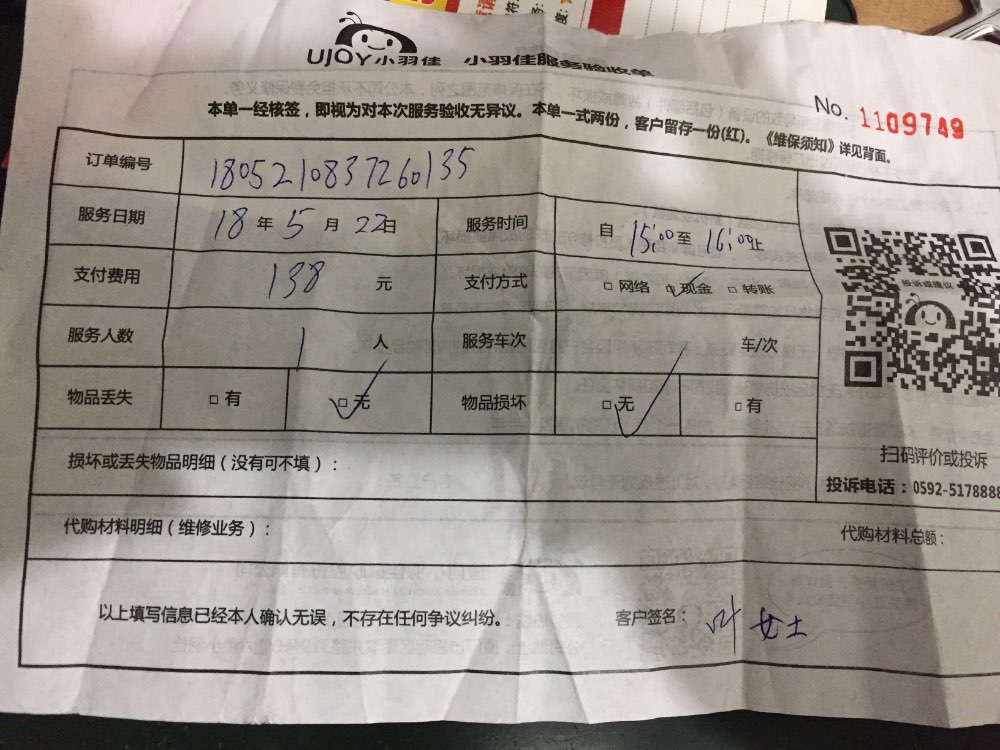 UJOY小羽佳 小羽佳服务验收单
No. 1109749
本单一经核签，即视为对本次服务验收无异议。本单一式两份，客户留存一份(红)。《维保须知》详见背面。
订单编号 1805210837260135
服务日期 18 年 5 月 22日 服务时间 自 15:00 至 16:00 止
支付费用 138 元 支付方式 □ 网络 □ 现金 □ 转账
服务人数 1 人 服务车次 车/次
物品丢失 □ 有 □ 无 物品损坏 □ 无 □ 有
投诉或建议
扫码评价或投诉
投诉电话：0592-5178888
损坏或丢失物品明细（没有可不填）：
代购材料明细（维修业务）： 代购材料总额：
以上填写信息已经本人确认无误，不存在任何争议纠纷。 客户签名： 叶女士